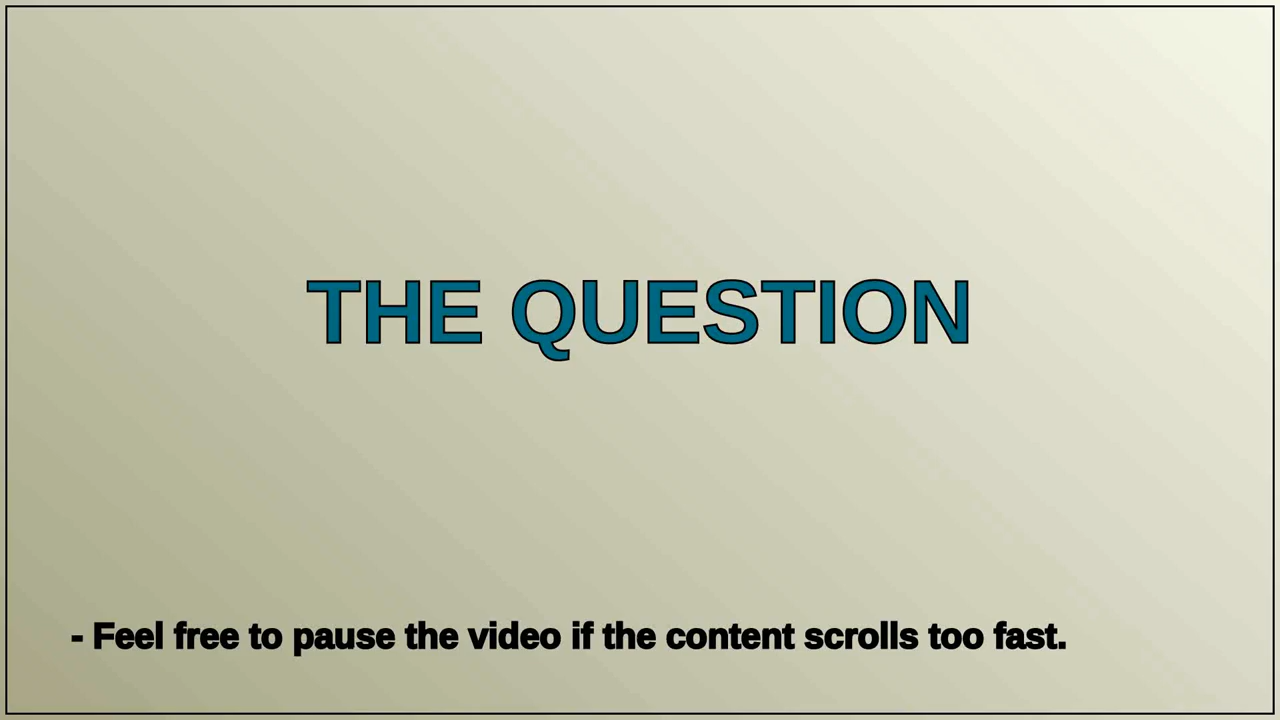 THE QUESTION
- Feel free to pause the video if the content scrolls too fast.